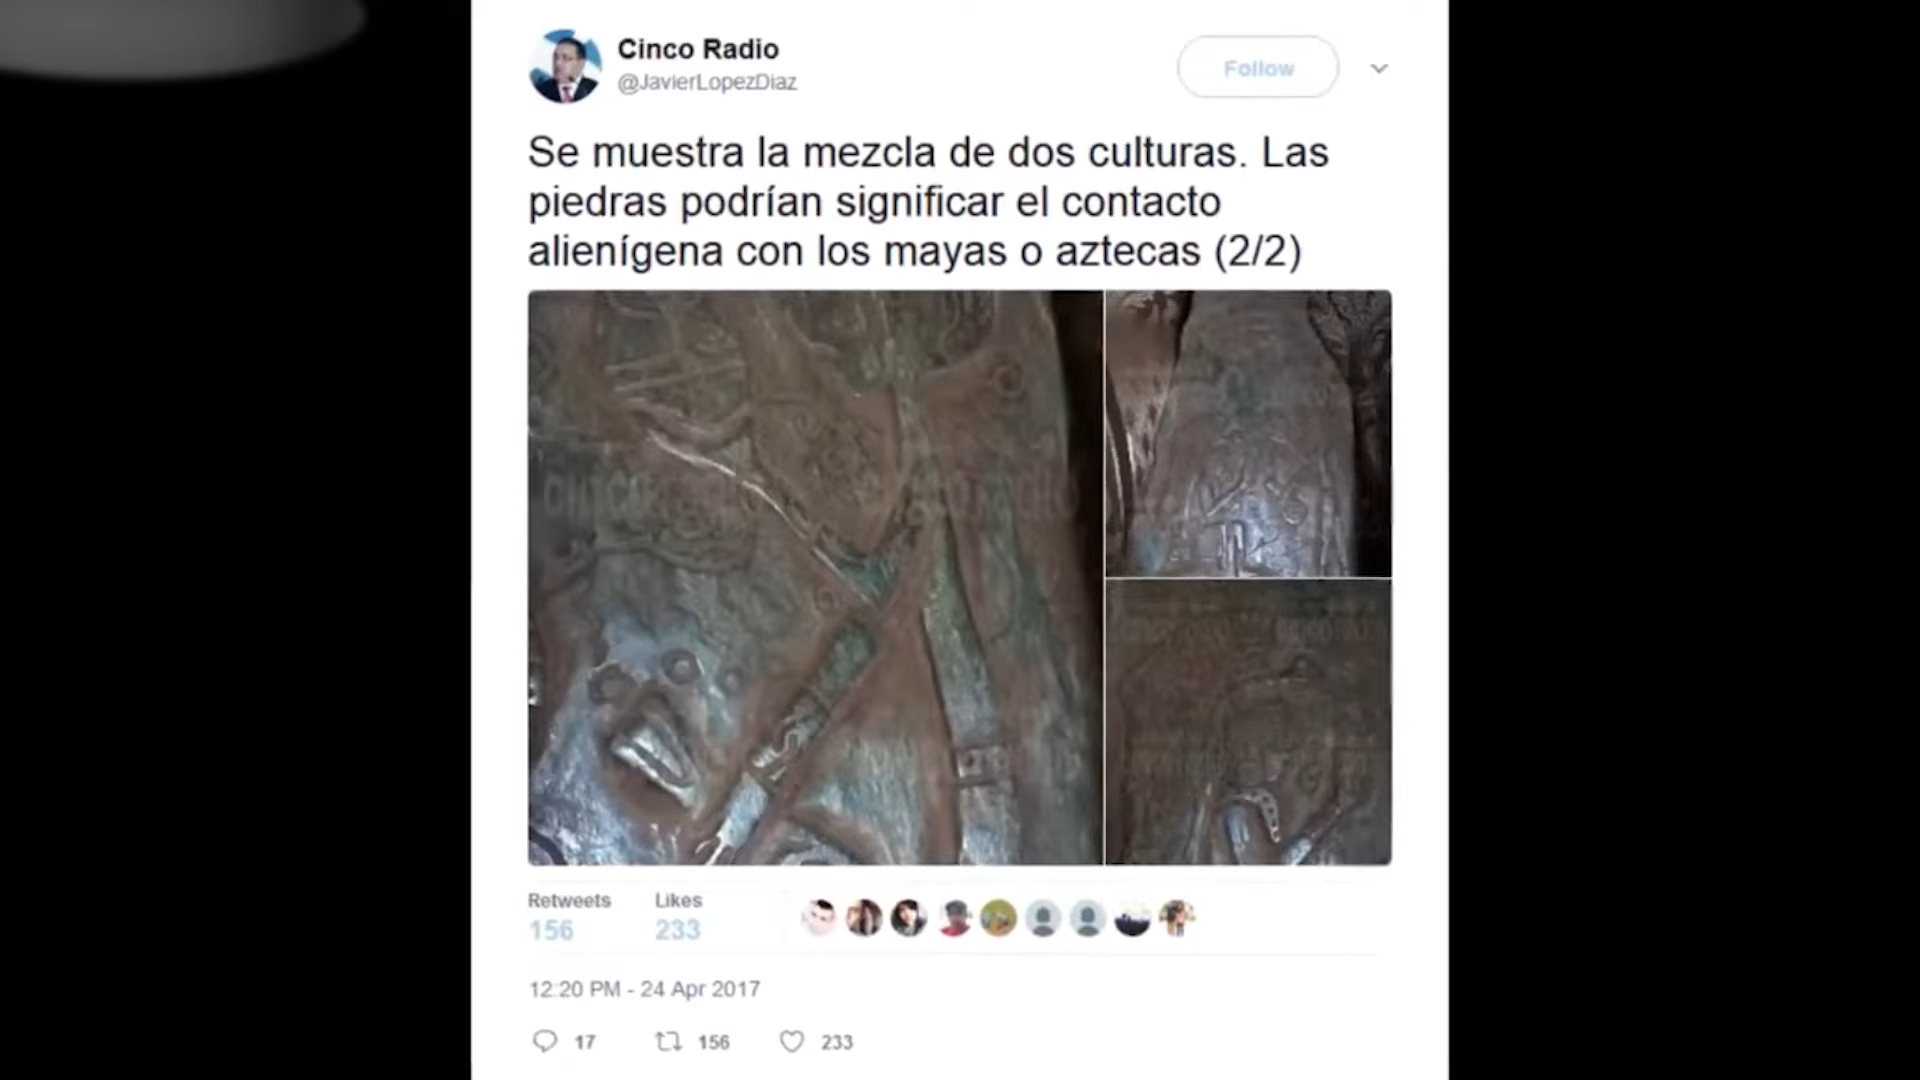 Cinco Radio
@JavierLopezDiaz
Follow
Se muestra la mezcla de dos culturas. Las
piedras podrían significar el contacto
alienígena con los mayas o aztecas (2/2)
Retweets
Likes
156
233
12:20 PM - 24 Apr 2017
17
156
233